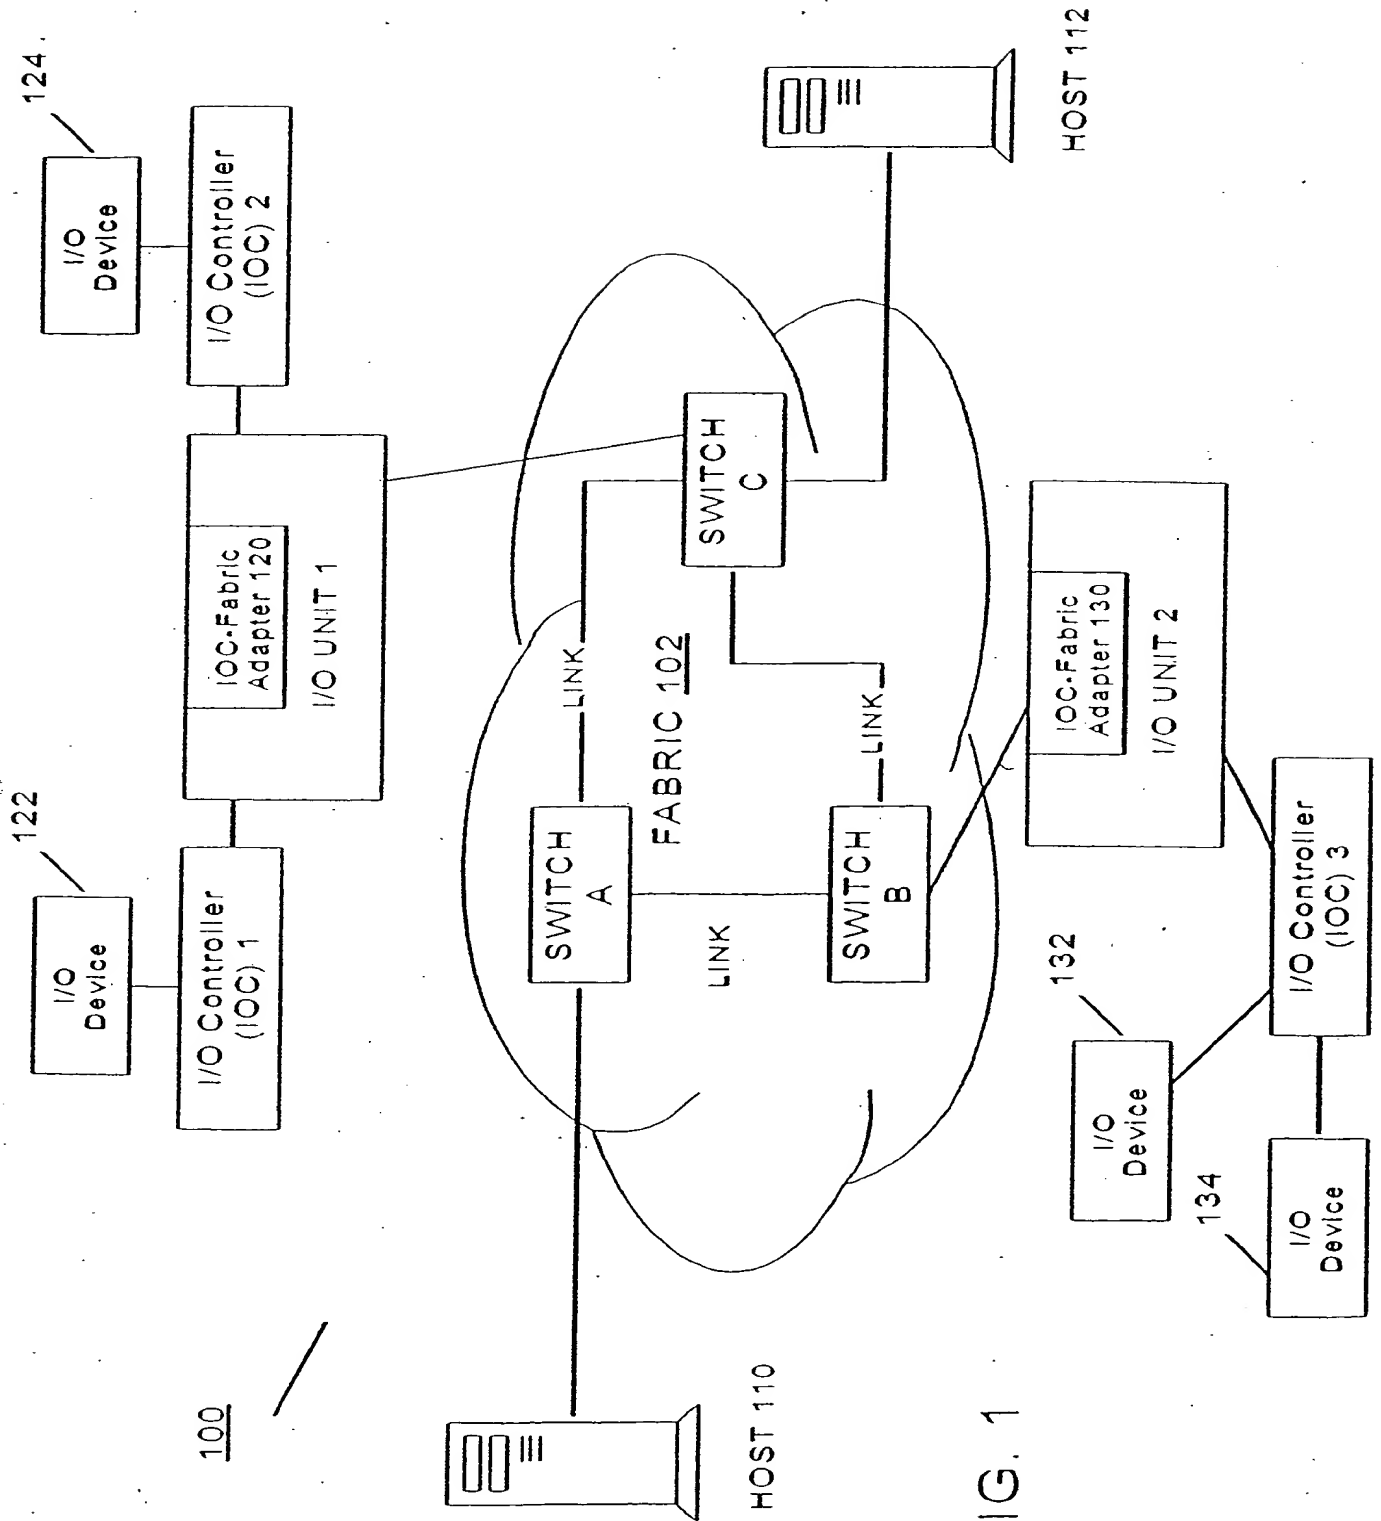 122
124
I/O
Device
I/O
Device
I/O Controller
(IOC) 1
IOC-Fabric
Adapter 120
I/O UNIT 1
I/O Controller
(IOC) 2
100
SWITCH
A
LINK
SWITCH
C
FABRIC 102
LINK
LINK
SWITCH
B
HOST 110
HOST 112
IOC-Fabric
Adapter 130
I/O UNIT 2
132
I/O
Device
134
I/O
Device
I/O Controller
(IOC) 3
IG. 1